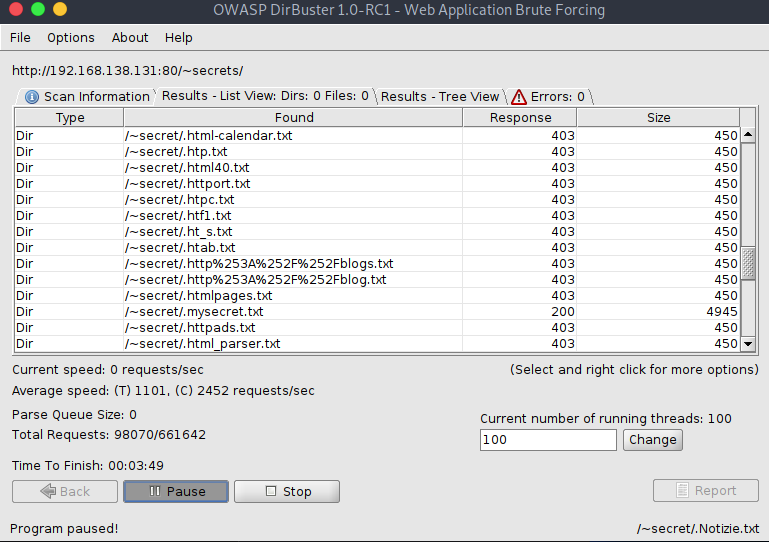 OWASP DirBuster 1.0-RC1 - Web Application Brute Forcing
File Options About Help
http://192.168.138.131:80/~secrets/
Scan Information Results - List View: Dirs: 0 Files: 0 Results - Tree View Errors: 0
Type Found Response Size
Dir /~secret/.html-calendar.txt 403 450
Dir /~secret/.htp.txt 403 450
Dir /~secret/.html40.txt 403 450
Dir /~secret/.httport.txt 403 450
Dir /~secret/.htpc.txt 403 450
Dir /~secret/.htf1.txt 403 450
Dir /~secret/.ht_s.txt 403 450
Dir /~secret/.htab.txt 403 450
Dir /~secret/.http%253A%252F%252Fblogs.txt 403 450
Dir /~secret/.http%253A%252F%252Fblog.txt 403 450
Dir /~secret/.htmlpages.txt 403 450
Dir /~secret/.mysecret.txt 200 4945
Dir /~secret/.httpads.txt 403 450
Dir /~secret/.html_parser.txt 403 450
Current speed: 0 requests/sec (Select and right click for more options)
Average speed: (T) 1101, (C) 2452 requests/sec
Parse Queue Size: 0
Current number of running threads: 100
Total Requests: 98070/661642
100 Change
Time To Finish: 00:03:49
Back Pause Stop Report
Program paused! /~secret/.Notizie.txt